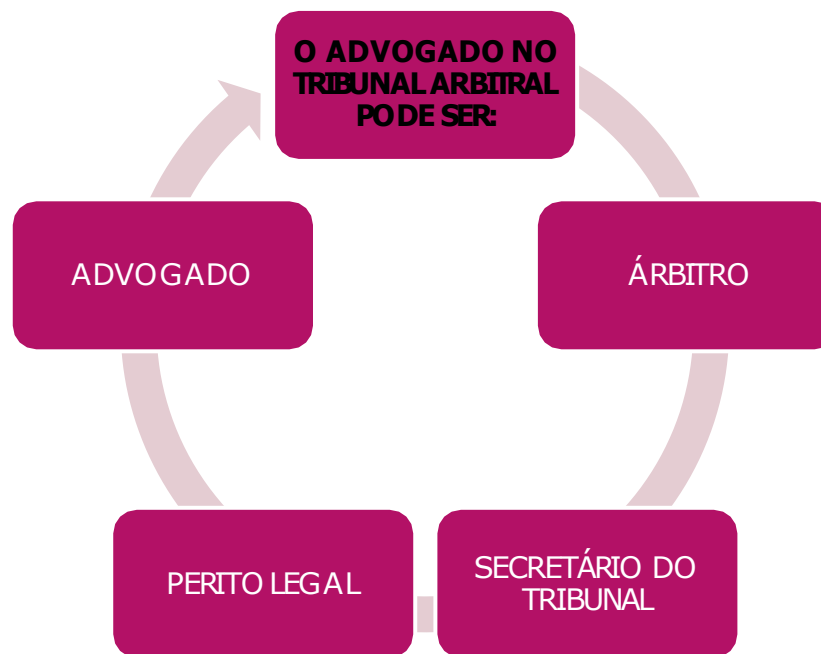 O ADVOGADO NO
TRIBUNAL ARBITRAL
PODE SER:
ÁRBITRO
SECRETÁRIO DO
TRIBUNAL
PERITO LEGAL
ADVOGADO